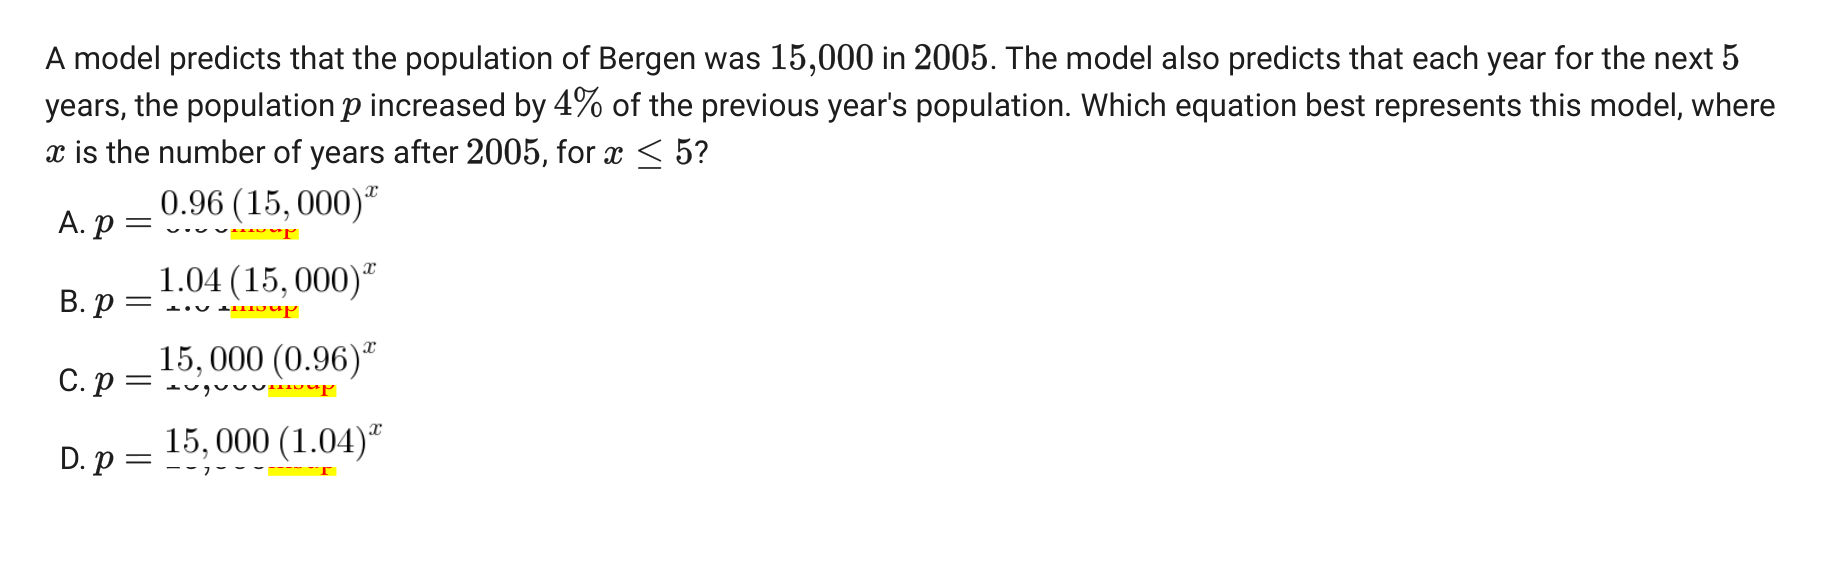 A model predicts that the population of Bergen was 15,000 in 2005. The model also predicts that each year for the next 5
years, the population p increased by 4% of the previous year's population. Which equation best represents this model, where
x is the number of years after 2005, for x ≤ 5?
A. p = 0.96 (15, 000)^x
B. p = 1.04 (15, 000)^x
C. p = 15, 000 (0.96)^x
D. p = 15, 000 (1.04)^x